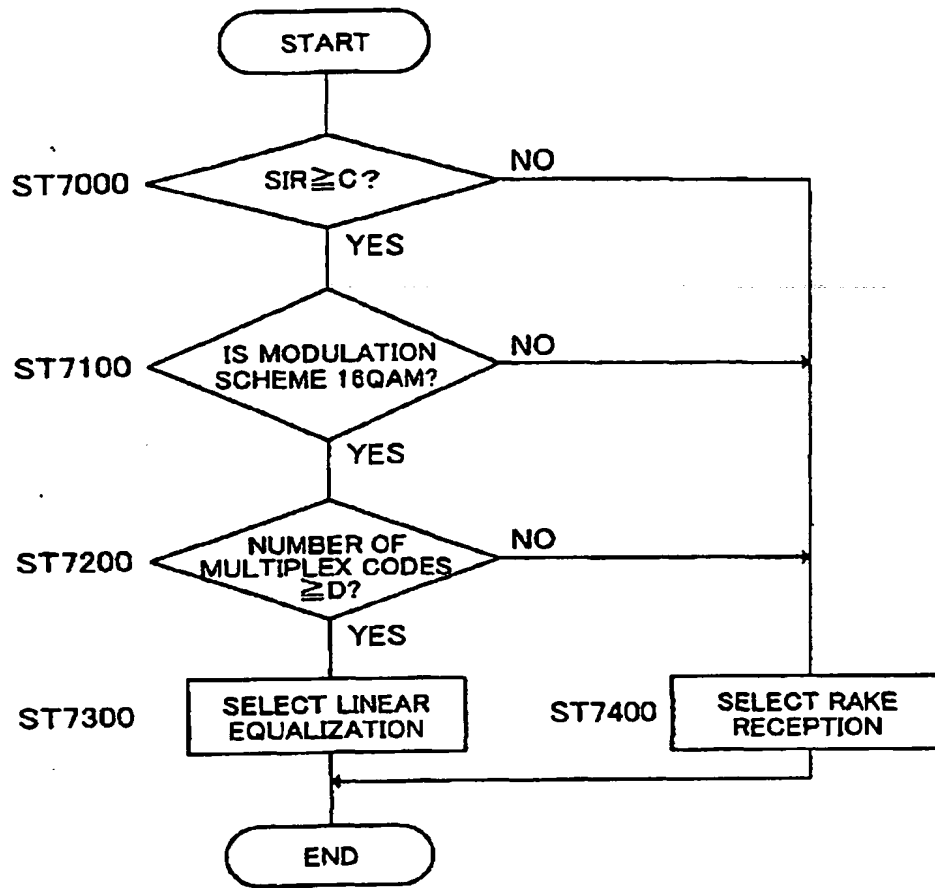 START
ST7000
SIR≧C?
NO
YES
ST7100
IS MODULATION
SCHEME 16QAM?
NO
YES
ST7200
NUMBER OF
MULTIPLEX CODES
≧D?
NO
YES
ST7300
SELECT LINEAR
EQUALIZATION
ST7400
SELECT RAKE
RECEPTION
END